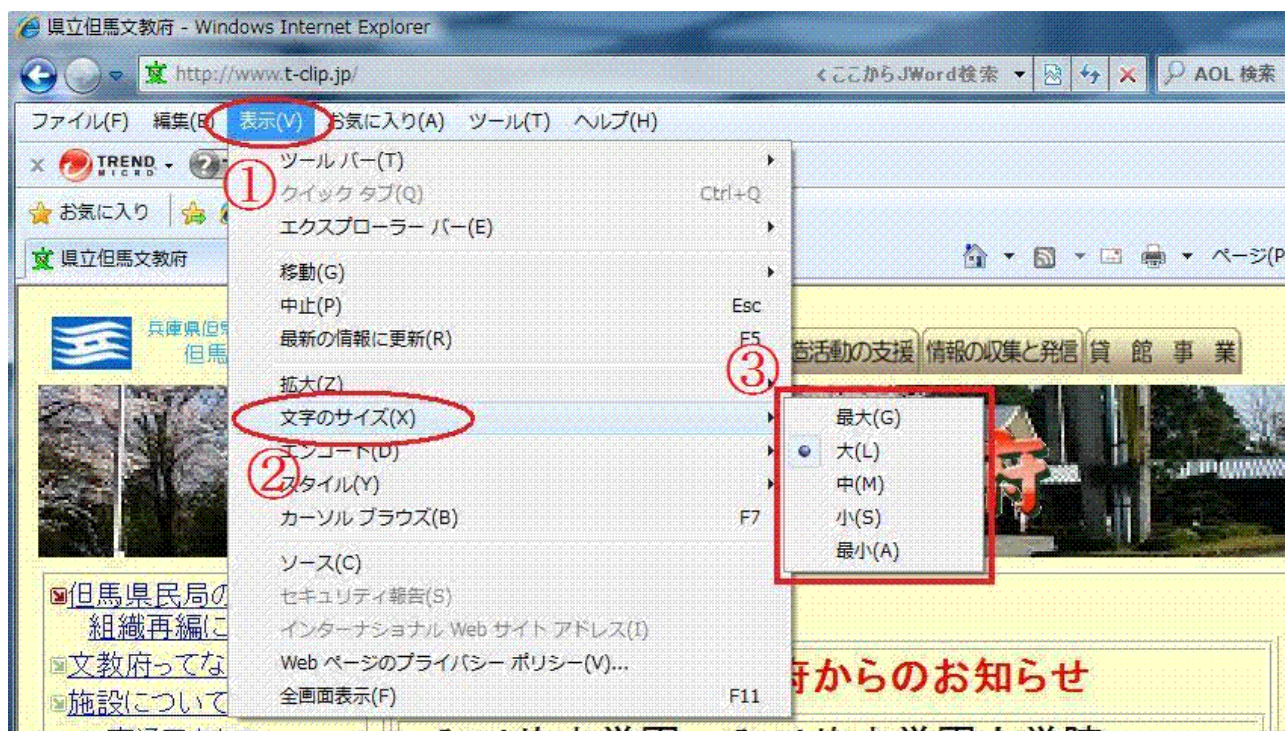 県立但馬文教府 - Windows Internet Explorer
http://www.t-clip.jp/
<ここからJWord検索
AOL 検索
ファイル(F) 編集(E) 表示(V) お気に入り(A) ツール(T) ヘルプ(H)
x TREND MICRO
①
お気に入り
県立但馬文教府
ページ(P
ツール バー(T)
クイック タブ(Q) Ctrl+Q
エクスプローラー バー(E)
移動(G)
中止(P) Esc
最新の情報に更新(R) F5
拡大(Z)
文字のサイズ(X)
エンコード(D)
②
スタイル(Y)
カーソル ブラウズ(B) F7
ソース(C)
セキュリティ報告(S)
インターナショナル Web サイト アドレス(I)
Web ページのプライバシー ポリシー(V)...
全画面表示(F) F11
③
最大(G)
大(L)
中(M)
小(S)
最小(A)
兵庫県但
但馬
活動の支援 情報の収集と発信 貸館事業
府
但馬県民局の
組織再編に
文教府ってな
施設について
からのお知らせ